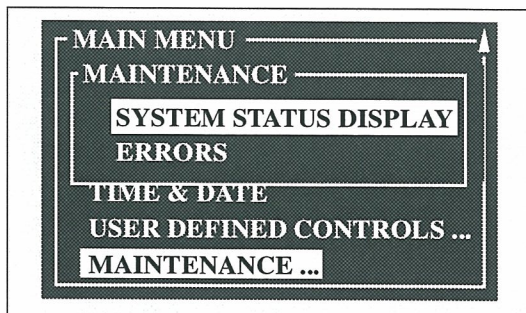 MAIN MENU
MAINTENANCE
SYSTEM STATUS DISPLAY
ERRORS
TIME & DATE
USER DEFINED CONTROLS ...
MAINTENANCE ...